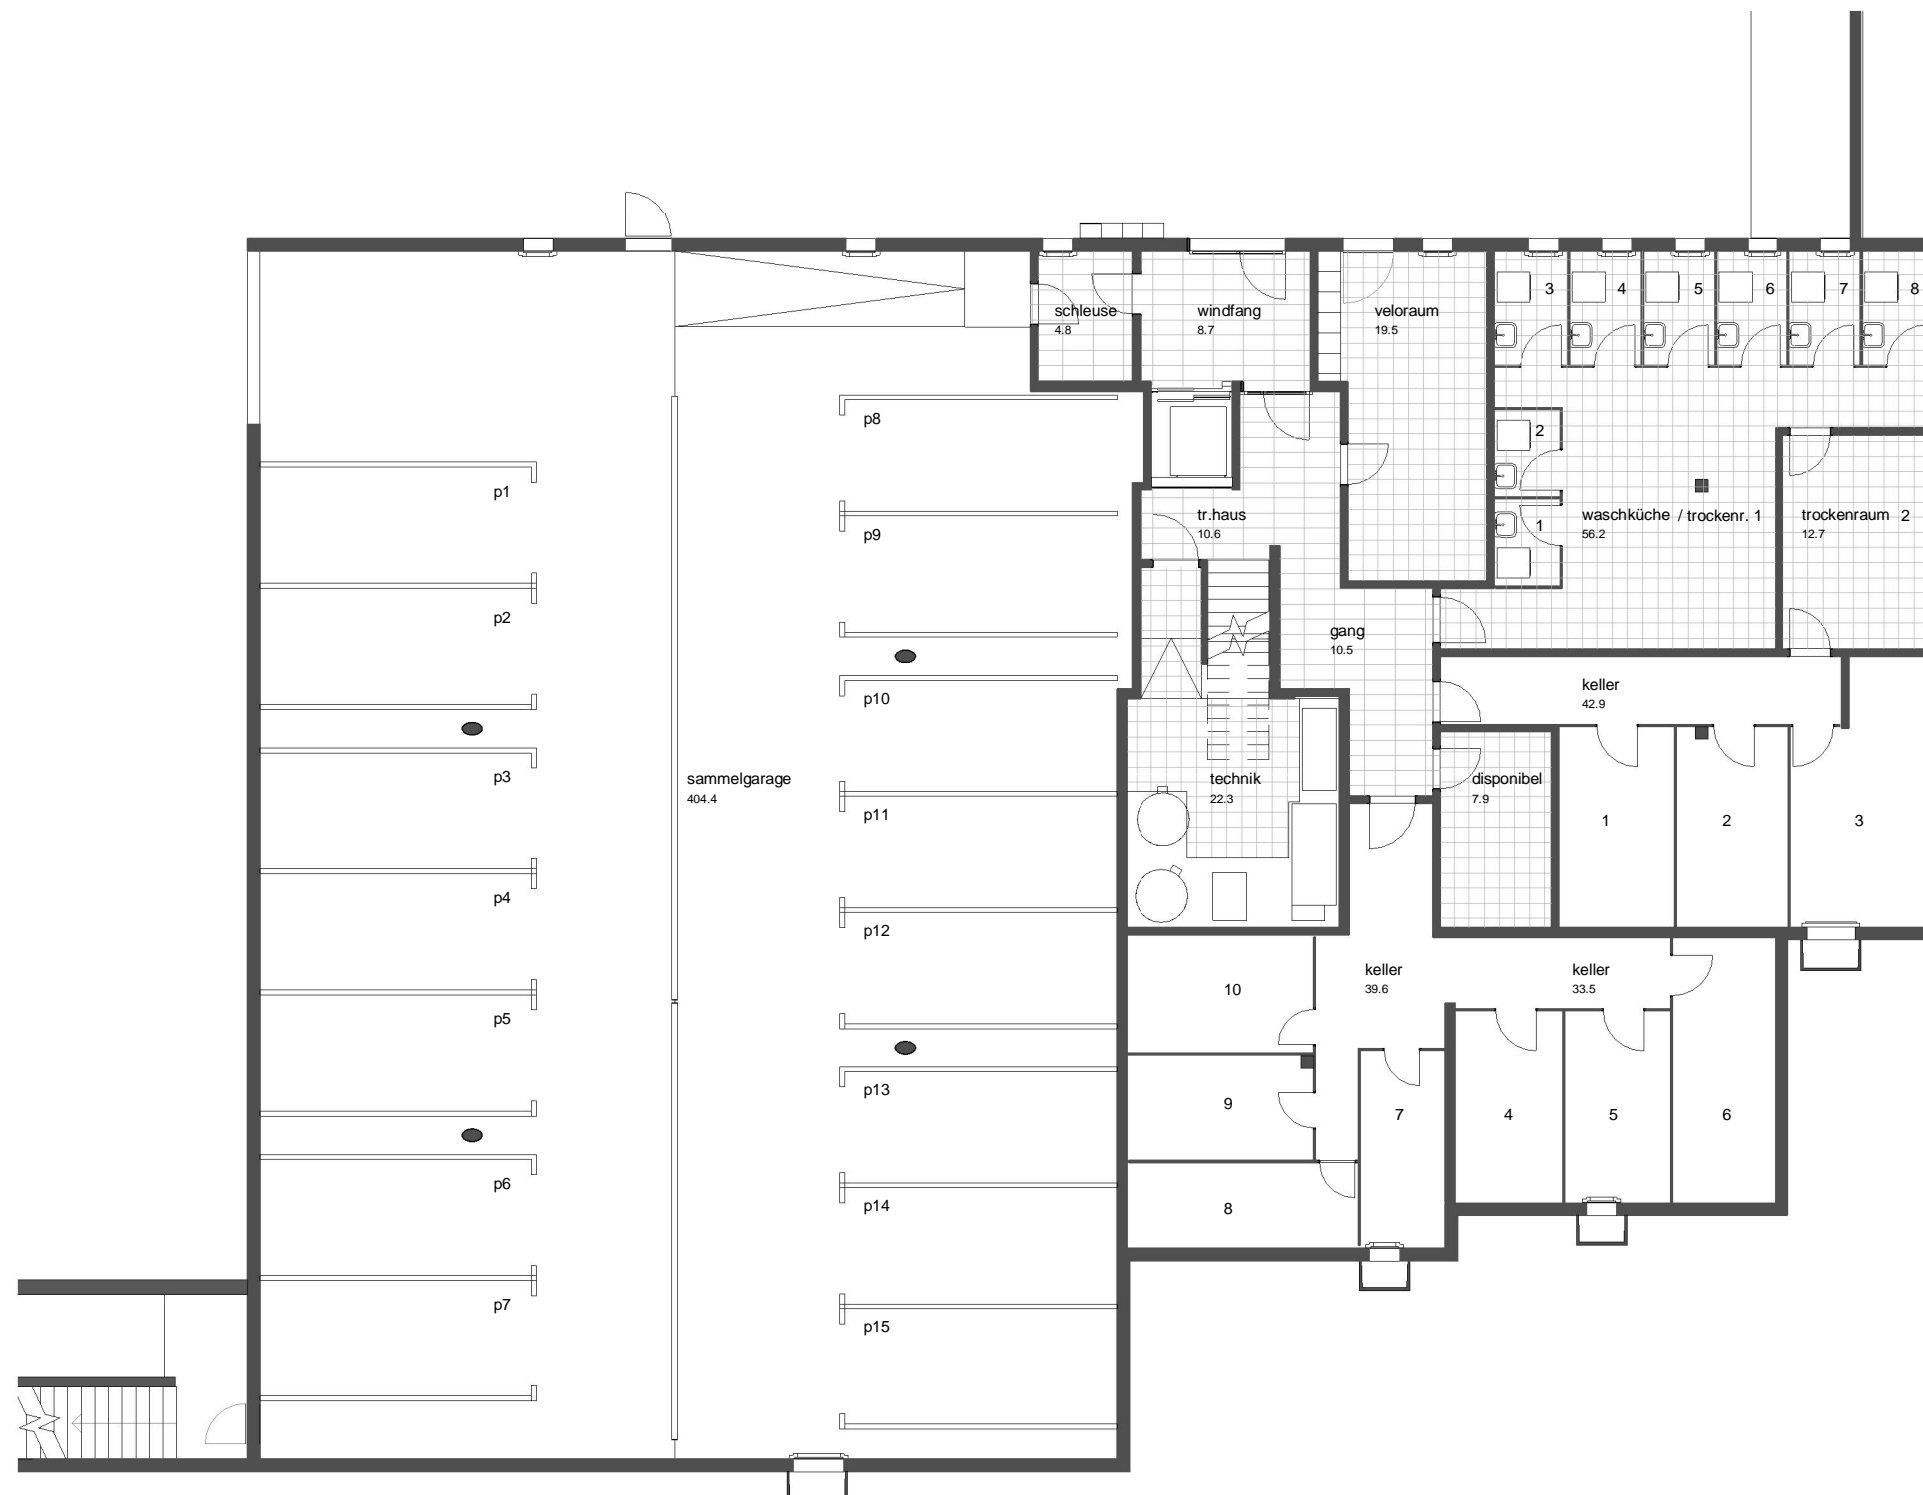 3
4
5
6
7
8
schleuse
4.8
windfang
8.7
veloraum
19.5
p8
2
p1
p9
tr.haus
10.6
1
waschküche / trockenr. 1
56.2
trockenraum 2
12.7
p2
gang
10.5
p10
keller
42.9
p3
sammelgarage
404.4
technik
22.3
disponibel
7.9
p11
1
2
3
p4
p12
keller
39.6
keller
33.5
10
p5
p13
9
7
4
5
6
p6
p14
8
p7
p15